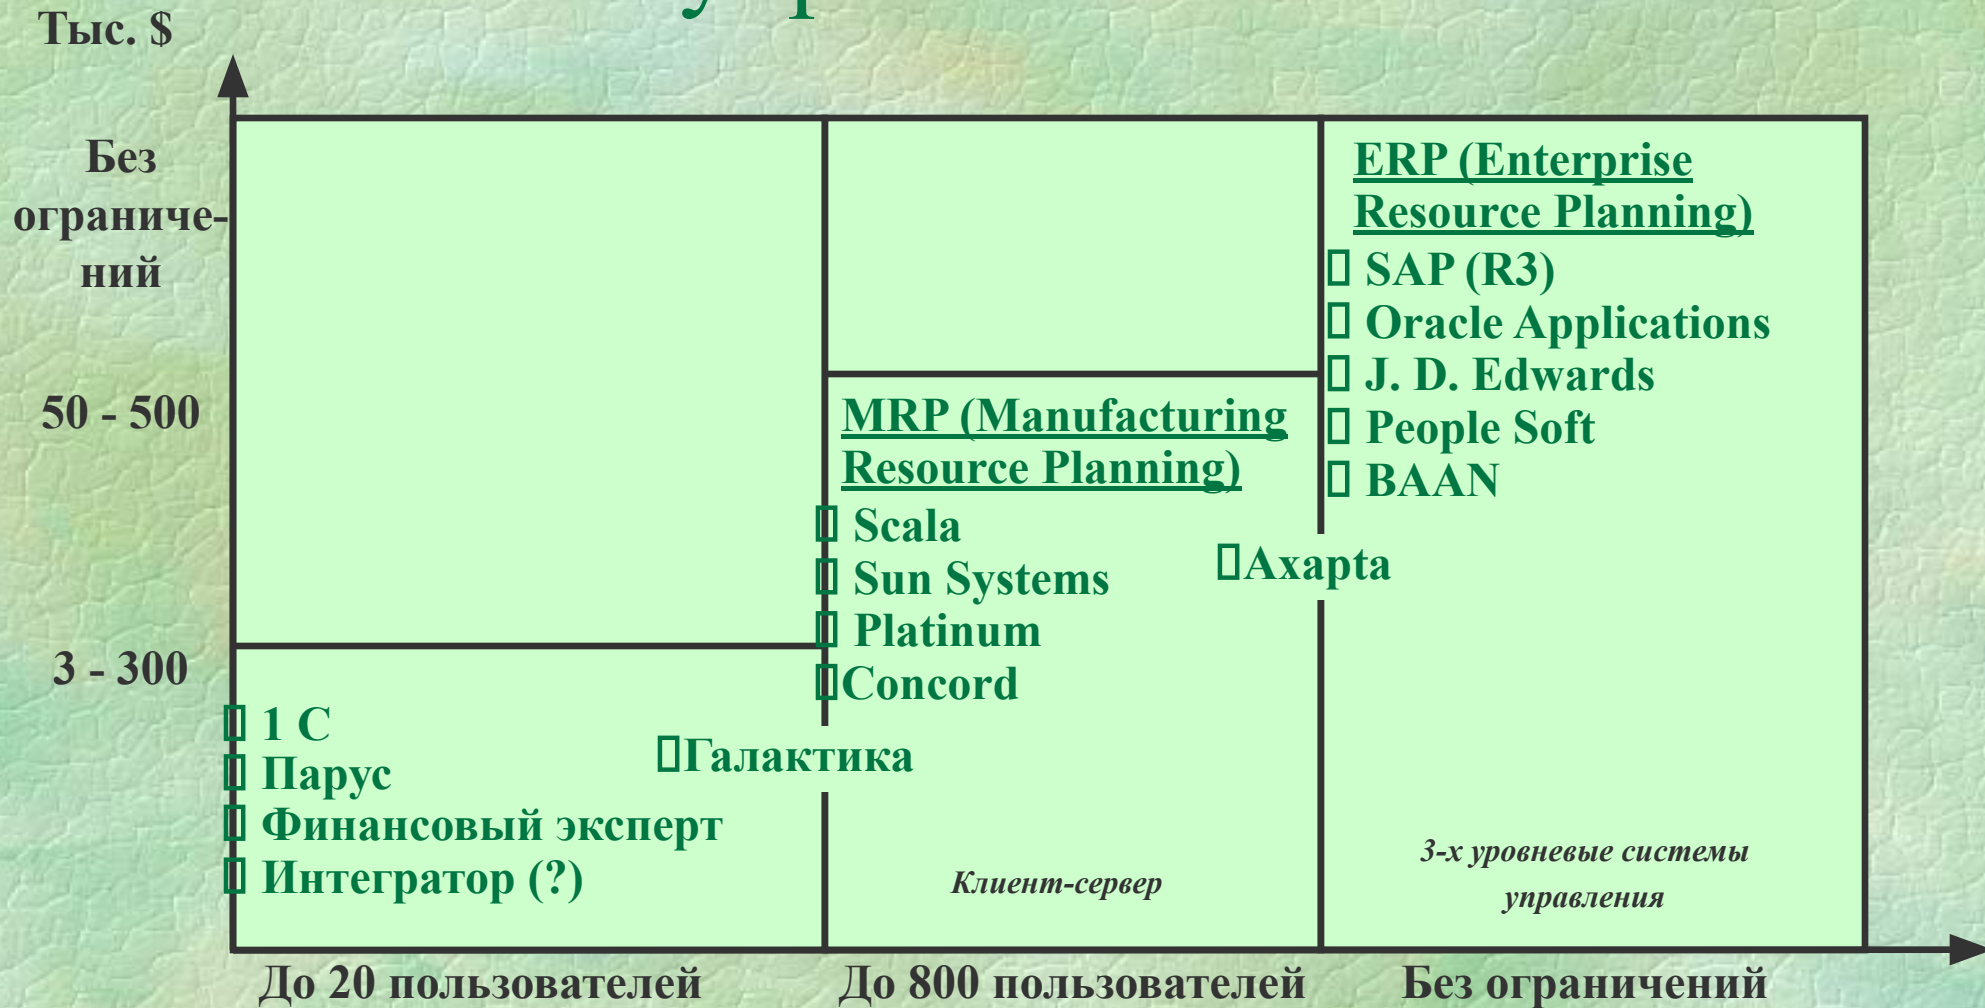 Тыс. $
Без
ограниче-
ний
50 - 500
3 - 300
ERP (Enterprise
Resource Planning)
SAP (R3)
Oracle Applications
J. D. Edwards
People Soft
BAAN
MRP (Manufacturing
Resource Planning)
Scala
Sun Systems
Platinum
Concord
Axapta
1 С
Парус
Финансовый эксперт
Интегратор (?)
Галактика
Клиент-сервер
3-х уровневые системы
управления
До 20 пользователей
До 800 пользователей
Без ограничений